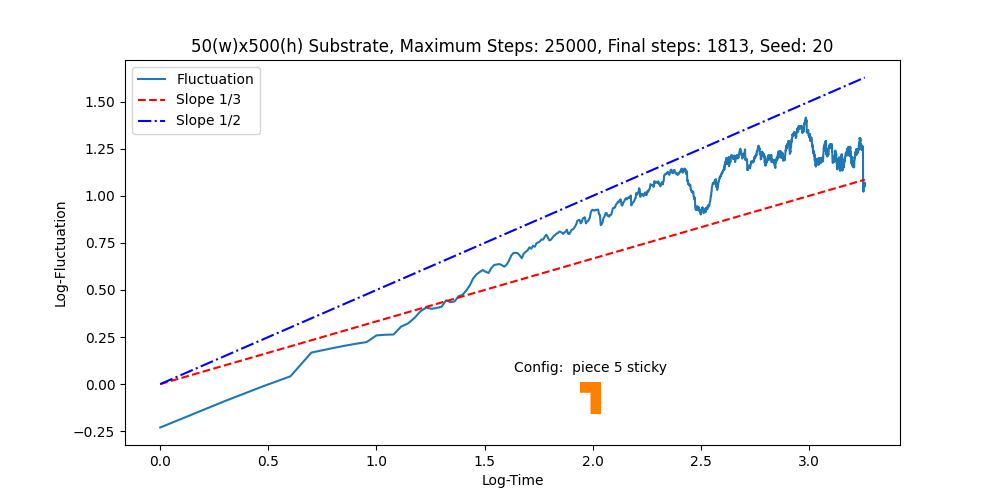 50(w)x500(h) Substrate, Maximum Steps: 25000, Final steps: 1813, Seed: 20
Fluctuation
Slope 1/3
Slope 1/2
1.50
1.25
1.00
0.75
0.50
0.25
0.00
−0.25
Log-Fluctuation
Config:  piece 5 sticky
0.0 0.5 1.0 1.5 2.0 2.5 3.0
Log-Time